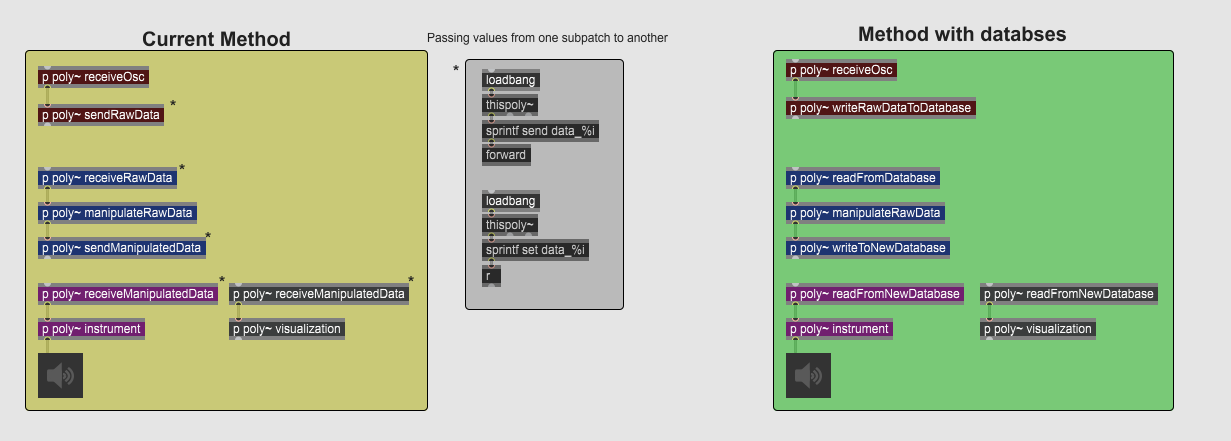 Current Method
p poly~ receiveOsc
p poly~ sendRawData
*
p poly~ receiveRawData
*
p poly~ manipulateRawData
p poly~ sendManipulatedData
*
p poly~ receiveManipulatedData
*
p poly~ receiveManipulatedData
*
p poly~ instrument
p poly~ visualization
Passing values from one subpatch to another
*
loadbang
thispoly~
sprintf send data_%i
forward
loadbang
thispoly~
sprintf set data_%i
r
Method with databses
p poly~ receiveOsc
p poly~ writeRawDataToDatabase
p poly~ readFromDatabase
p poly~ manipulateRawData
p poly~ writeToNewDatabase
p poly~ readFromNewDatabase
p poly~ readFromNewDatabase
p poly~ instrument
p poly~ visualization